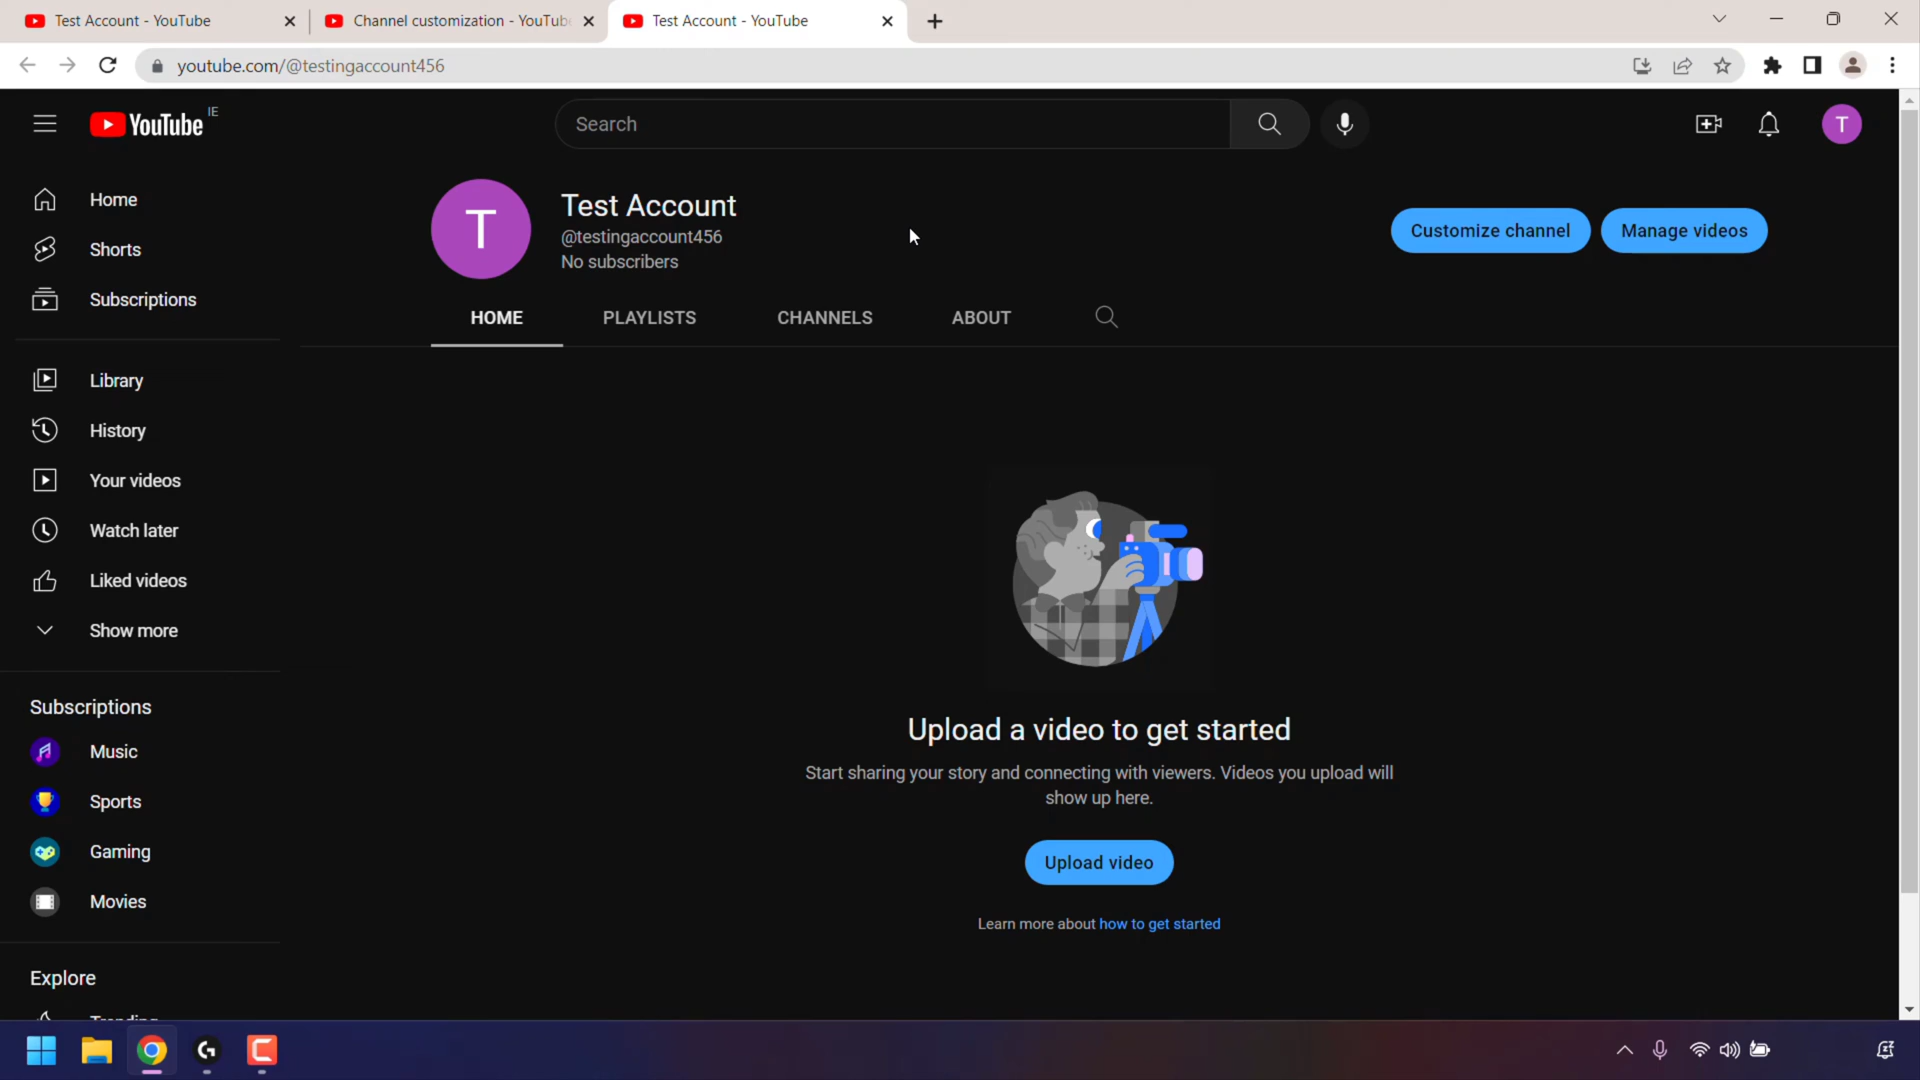 Test Account - YouTube
Channel customization - YouTub
Test Account - YouTube
youtube.com/@testingaccount456
YouTube IE
Search
T
Home
Shorts
Subscriptions
Library
History
Your videos
Watch later
Liked videos
Show more
Subscriptions
Music
Sports
Gaming
Movies
Explore
Trending
T
Test Account
@testingaccount456
No subscribers
Customize channel
Manage videos
HOME
PLAYLISTS
CHANNELS
ABOUT
Upload a video to get started
Start sharing your story and connecting with viewers. Videos you upload will
show up here.
Upload video
Learn more about how to get started